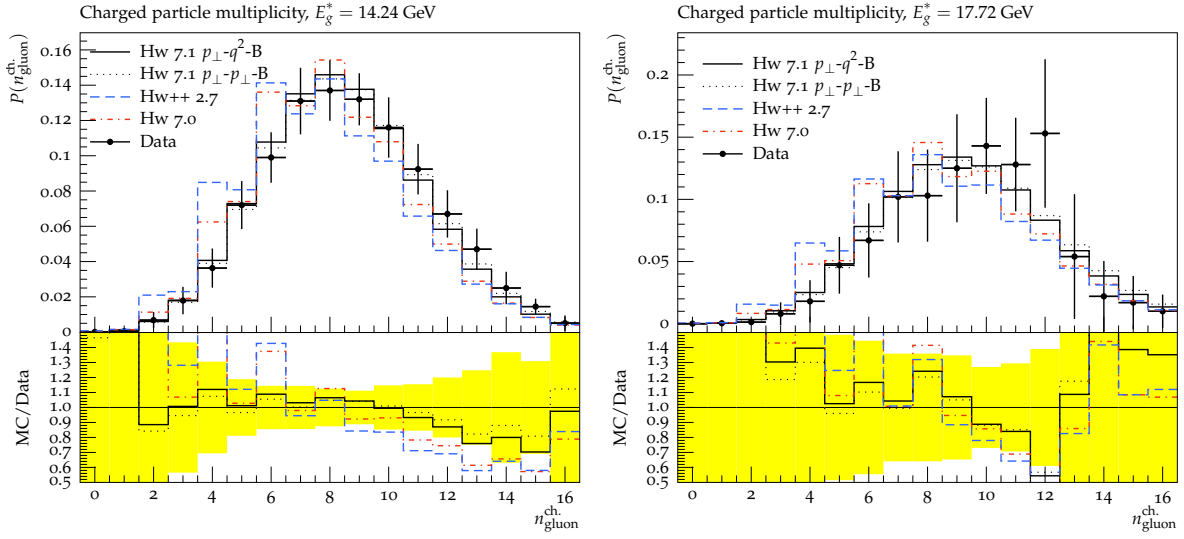 Charged particle multiplicity, E*g = 14.24 GeV
P(n^ch._gluon)
0.16
0.14
0.12
0.1
0.08
0.06
0.04
0.02
0
Hw 7.1 p⊥-q²-B
Hw 7.1 p⊥-p⊥-B
Hw++ 2.7
Hw 7.0
Data
MC/Data
1.4
1.3
1.2
1.1
1.0
0.9
0.8
0.7
0.6
0.5
0 2 4 6 8 10 12 14 16
n^ch._gluon
Charged particle multiplicity, E*g = 17.72 GeV
P(n^ch._gluon)
0.2
0.15
0.1
0.05
0
Hw 7.1 p⊥-q²-B
Hw 7.1 p⊥-p⊥-B
Hw++ 2.7
Hw 7.0
Data
MC/Data
1.4
1.3
1.2
1.1
1.0
0.9
0.8
0.7
0.6
0.5
0 2 4 6 8 10 12 14 16
n^ch._gluon